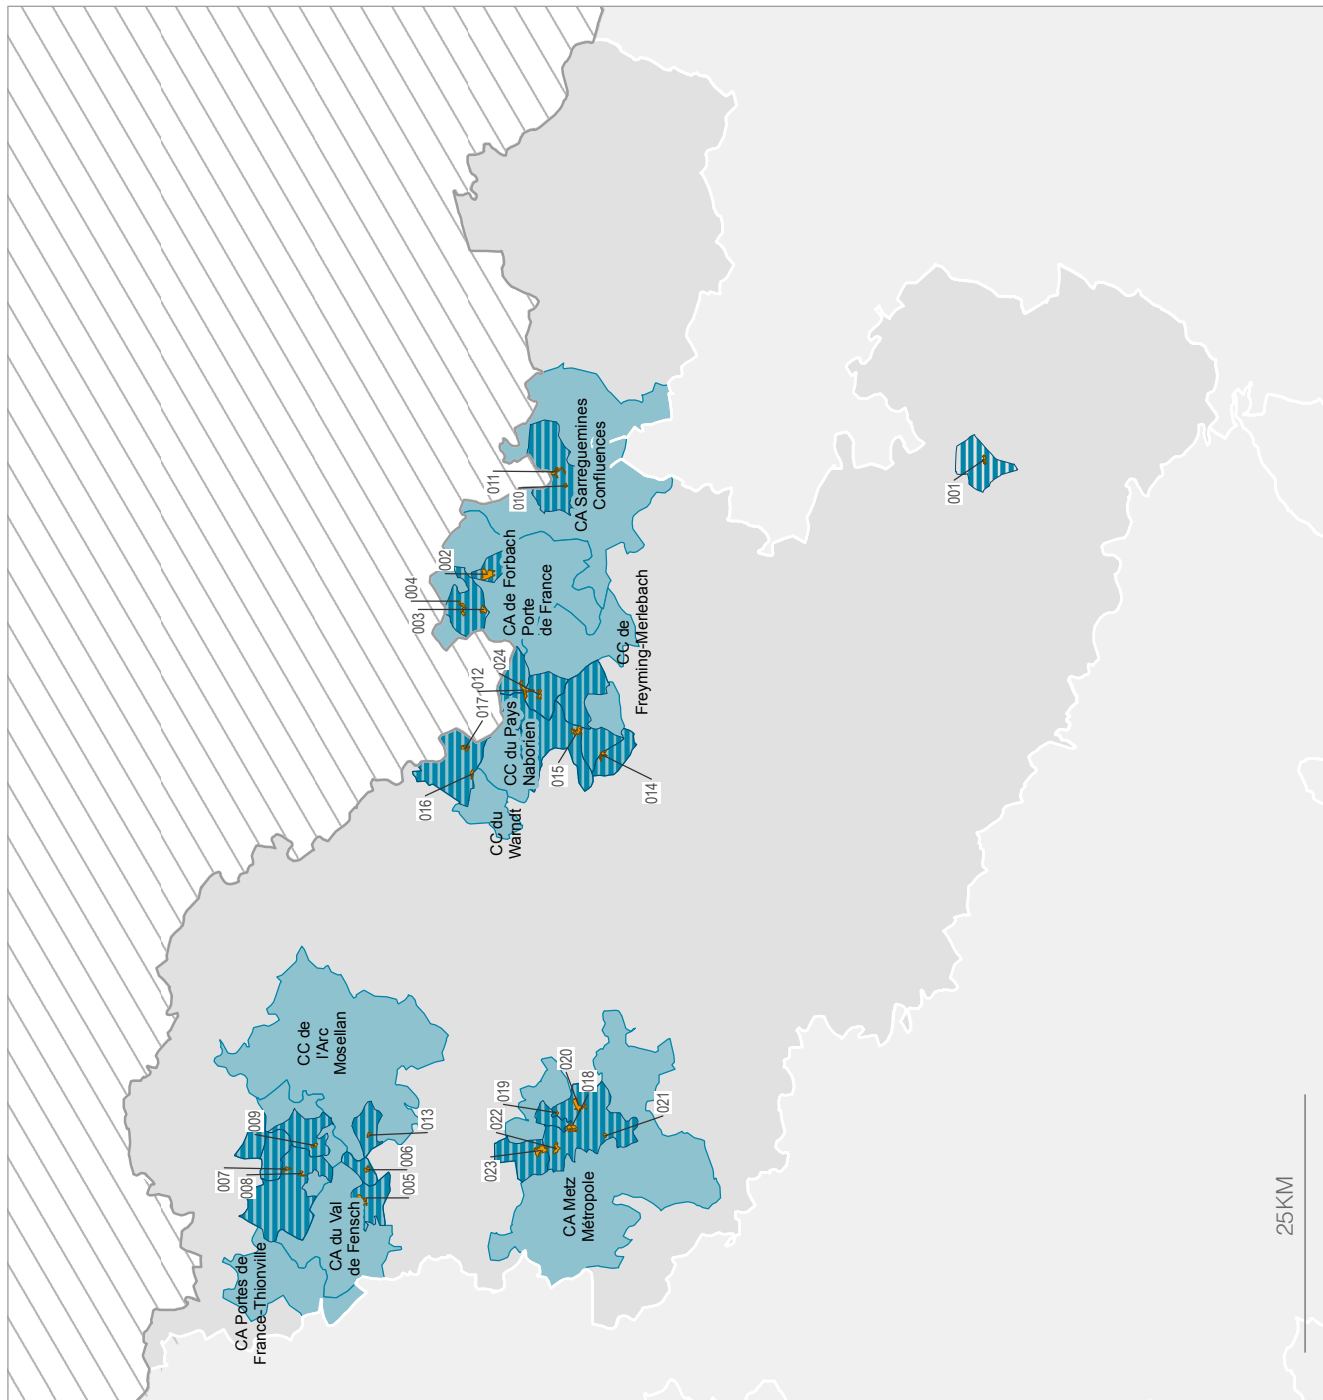 CA Portes de
France-Thionville
CA du Val
de Fensch
CC de
l'Arc
Mosellan
007
008
009
005
006
013
CA Metz
Métropole
023
022
019
020
018
021
CC du
Warndt
CC du Pays
Naborien
016
017
012
024
015
014
CC de
Freyming-Merlebach
CA de Forbach
Porte
de France
003
004
002
CA Sarreguemines
Confluences
010
011
001
25KM